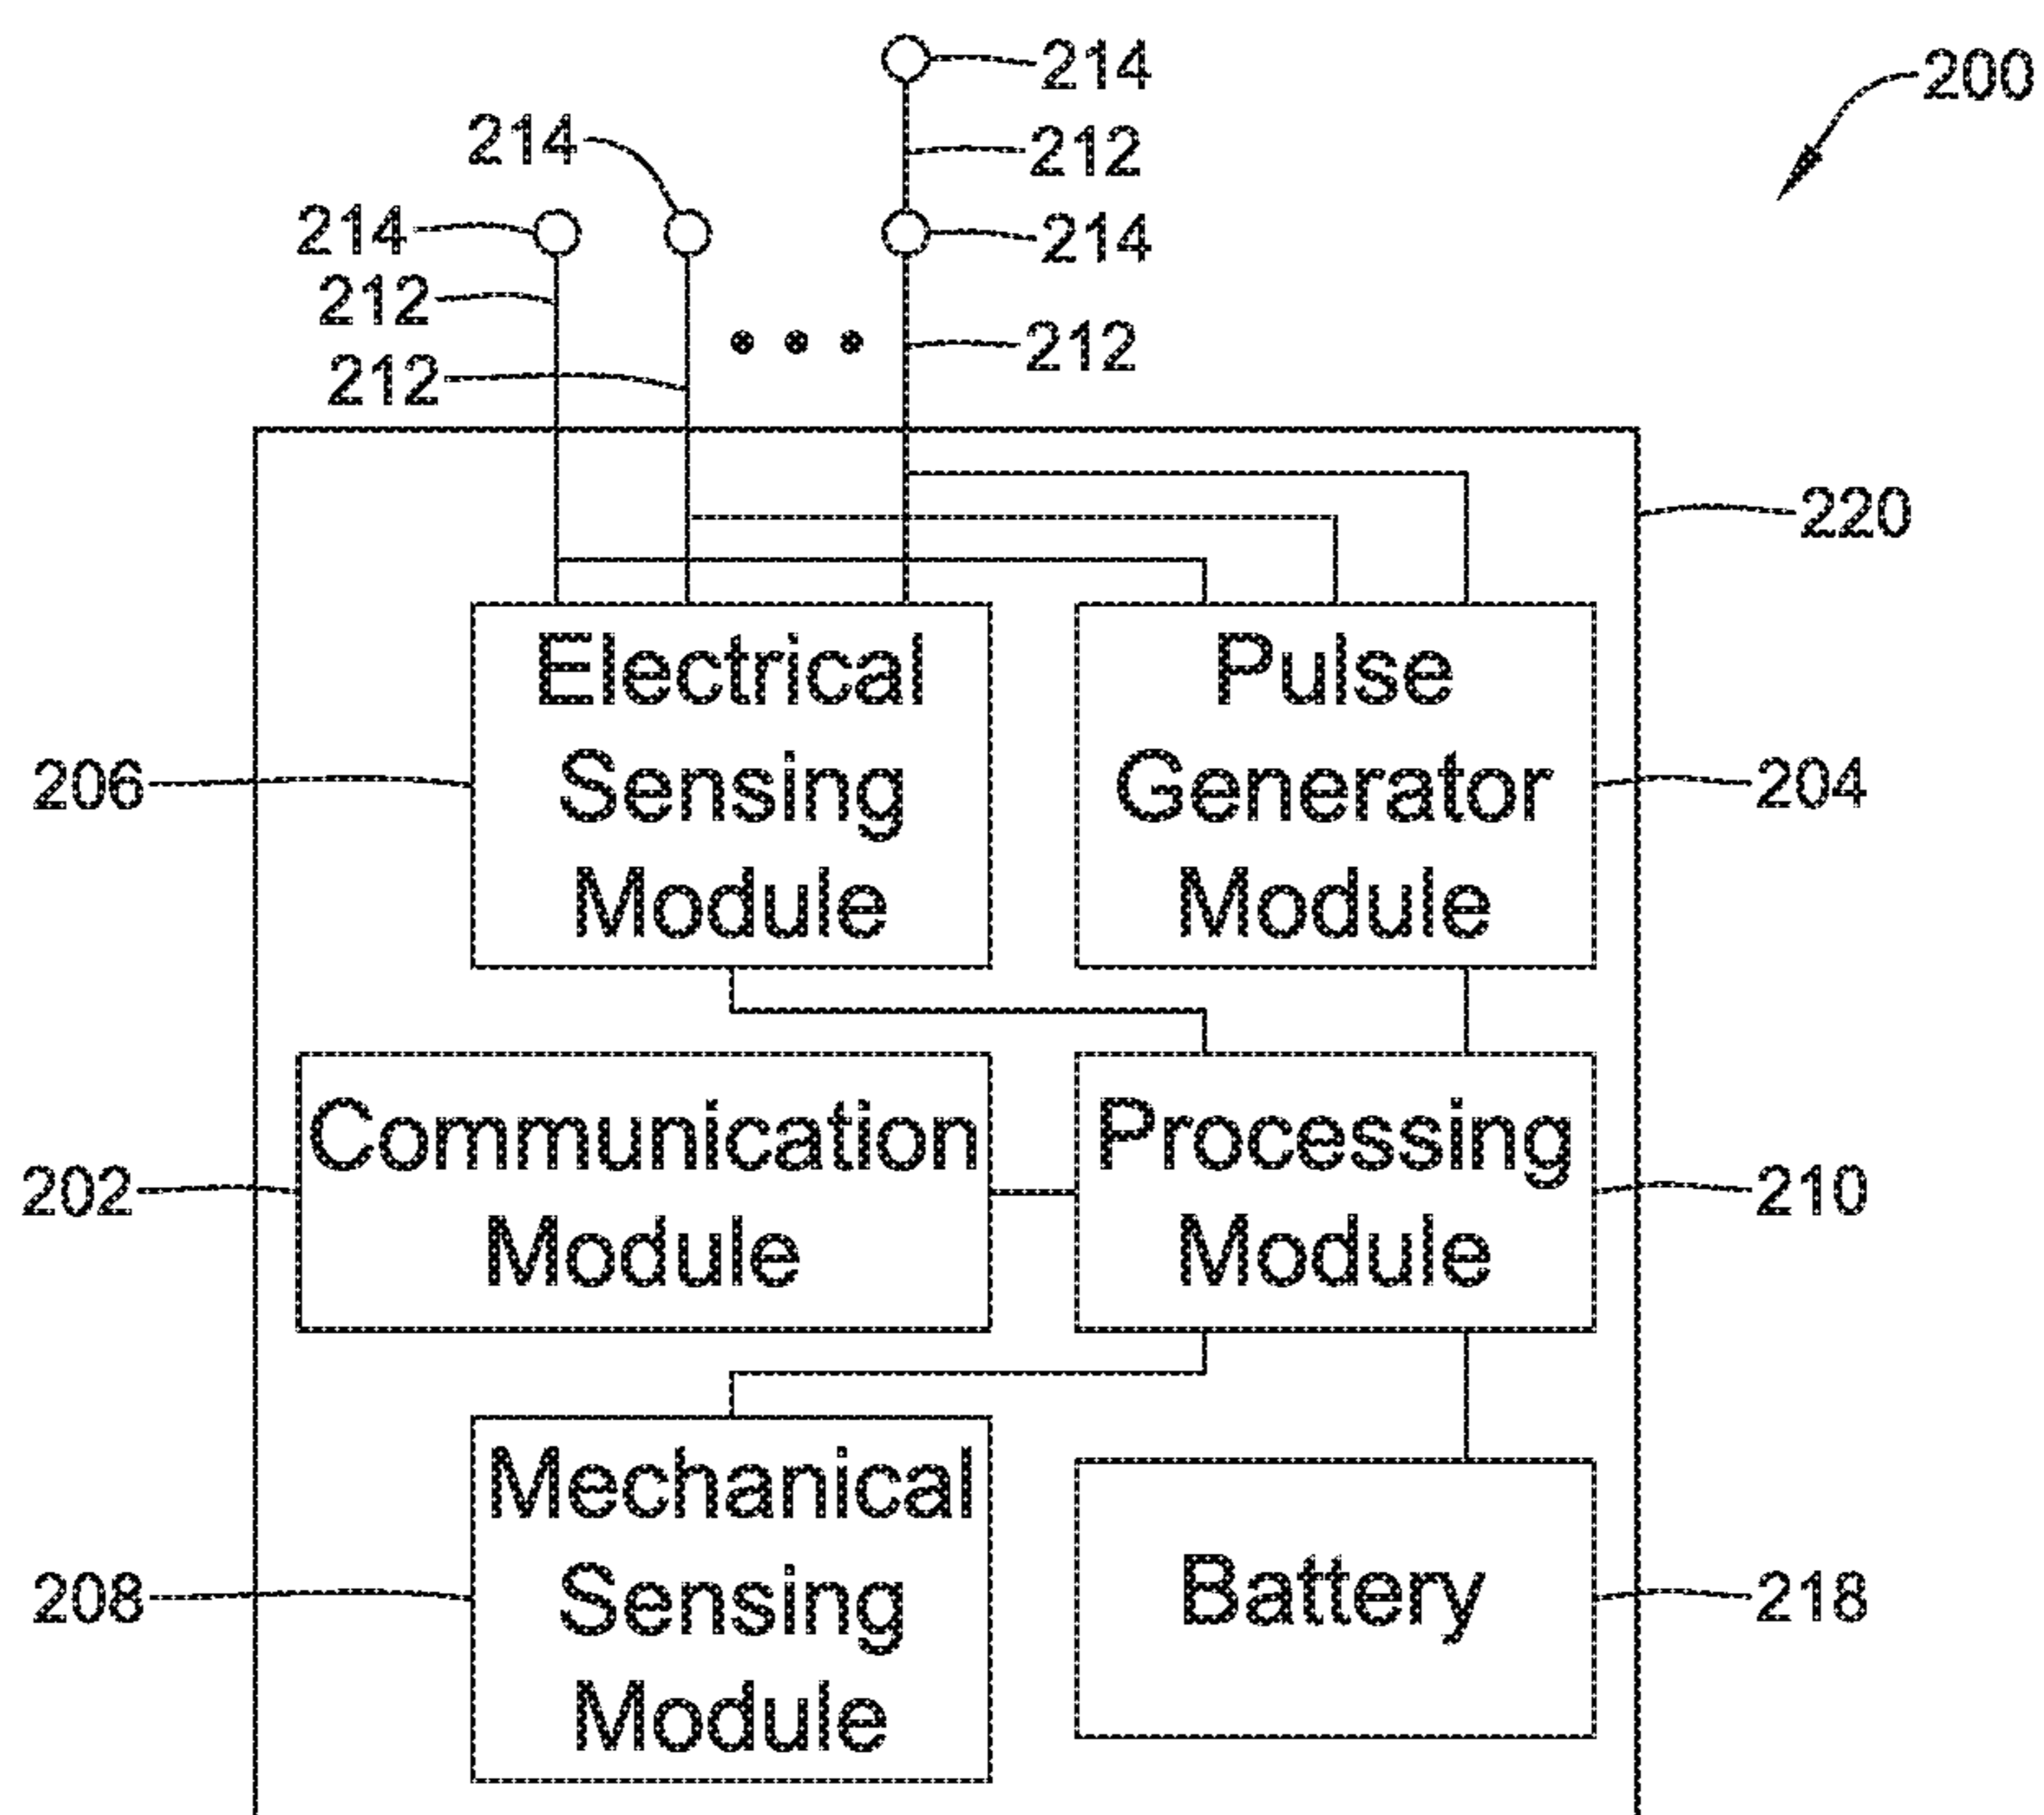 214
200
214
212
214
214
212
212
212
220
Electrical
Sensing
Module
206
Pulse
Generator
Module
204
Communication
Module
202
Processing
Module
210
Mechanical
Sensing
Module
208
Battery
218